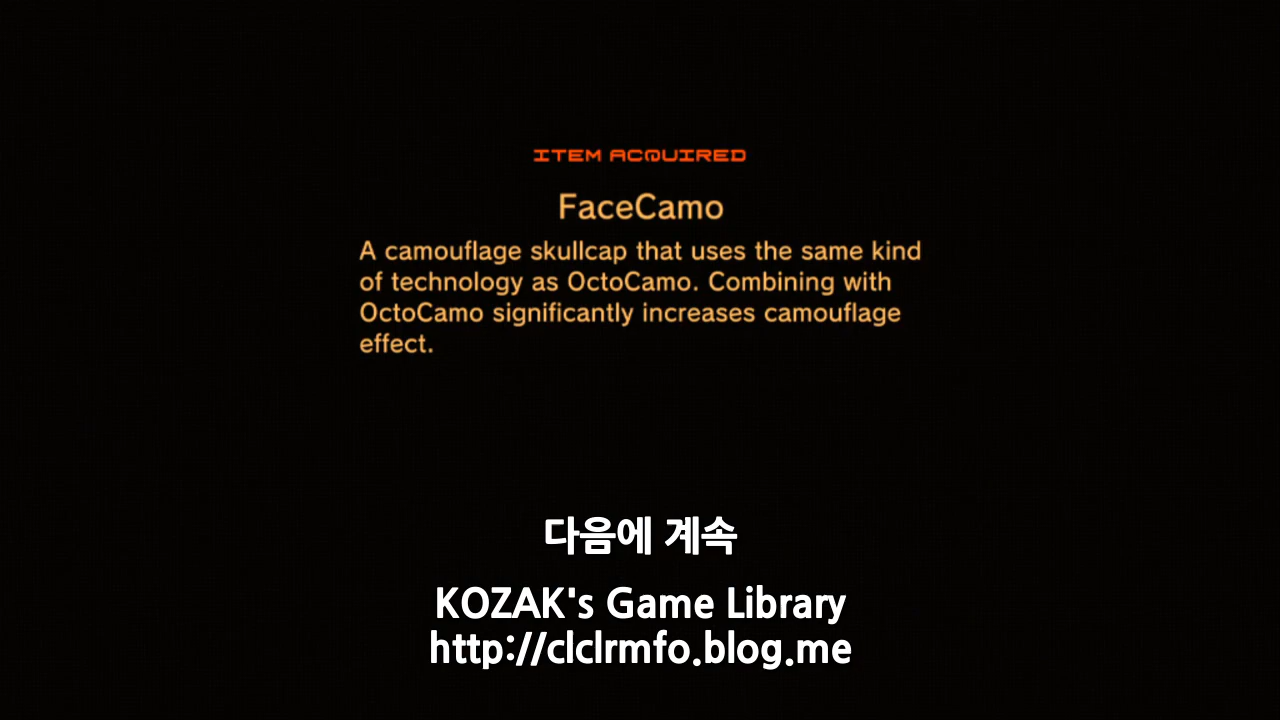 ITEM ACQUIRED
FaceCamo
A camouflage skullcap that uses the same kind
of technology as OctoCamo. Combining with
OctoCamo significantly increases camouflage
effect.
다음에 계속
KOZAK's Game Library
http://clclrmfo.blog.me